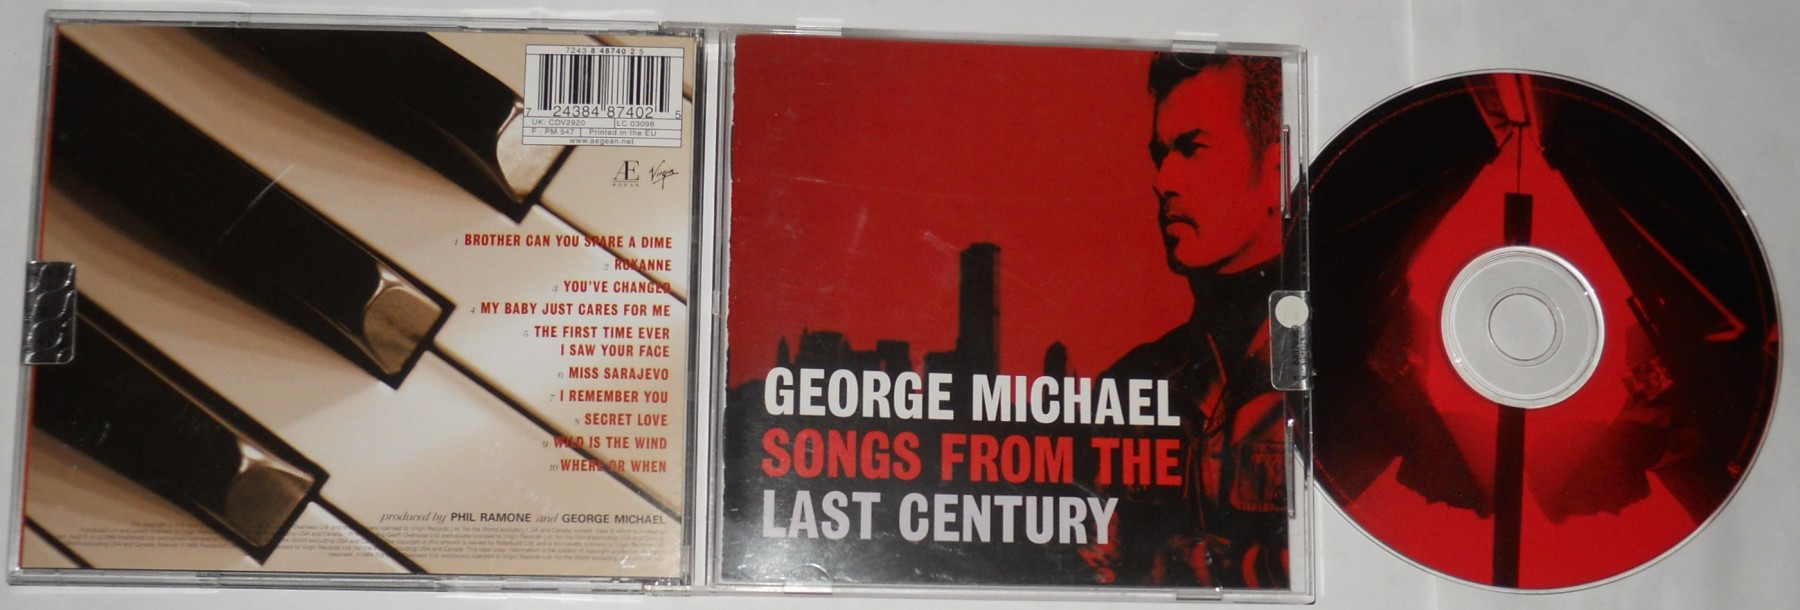 7243 8 48740 2 5
7 24384 87402 5
UK: CDV2920 LC 03098
F : PM 547 Printed in the EU
www.aegean.net
Æ
AEGEAN
Virgin
1 BROTHER CAN YOU SPARE A DIME
2 ROXANNE
3 YOU'VE CHANGED
4 MY BABY JUST CARES FOR ME
5 THE FIRST TIME EVER
I SAW YOUR FACE
6 MISS SARAJEVO
7 I REMEMBER YOU
8 SECRET LOVE
9 WILD IS THE WIND
10 WHERE OR WHEN
produced by PHIL RAMONE and GEORGE MICHAEL
GEORGE MICHAEL
SONGS FROM THE
LAST CENTURY